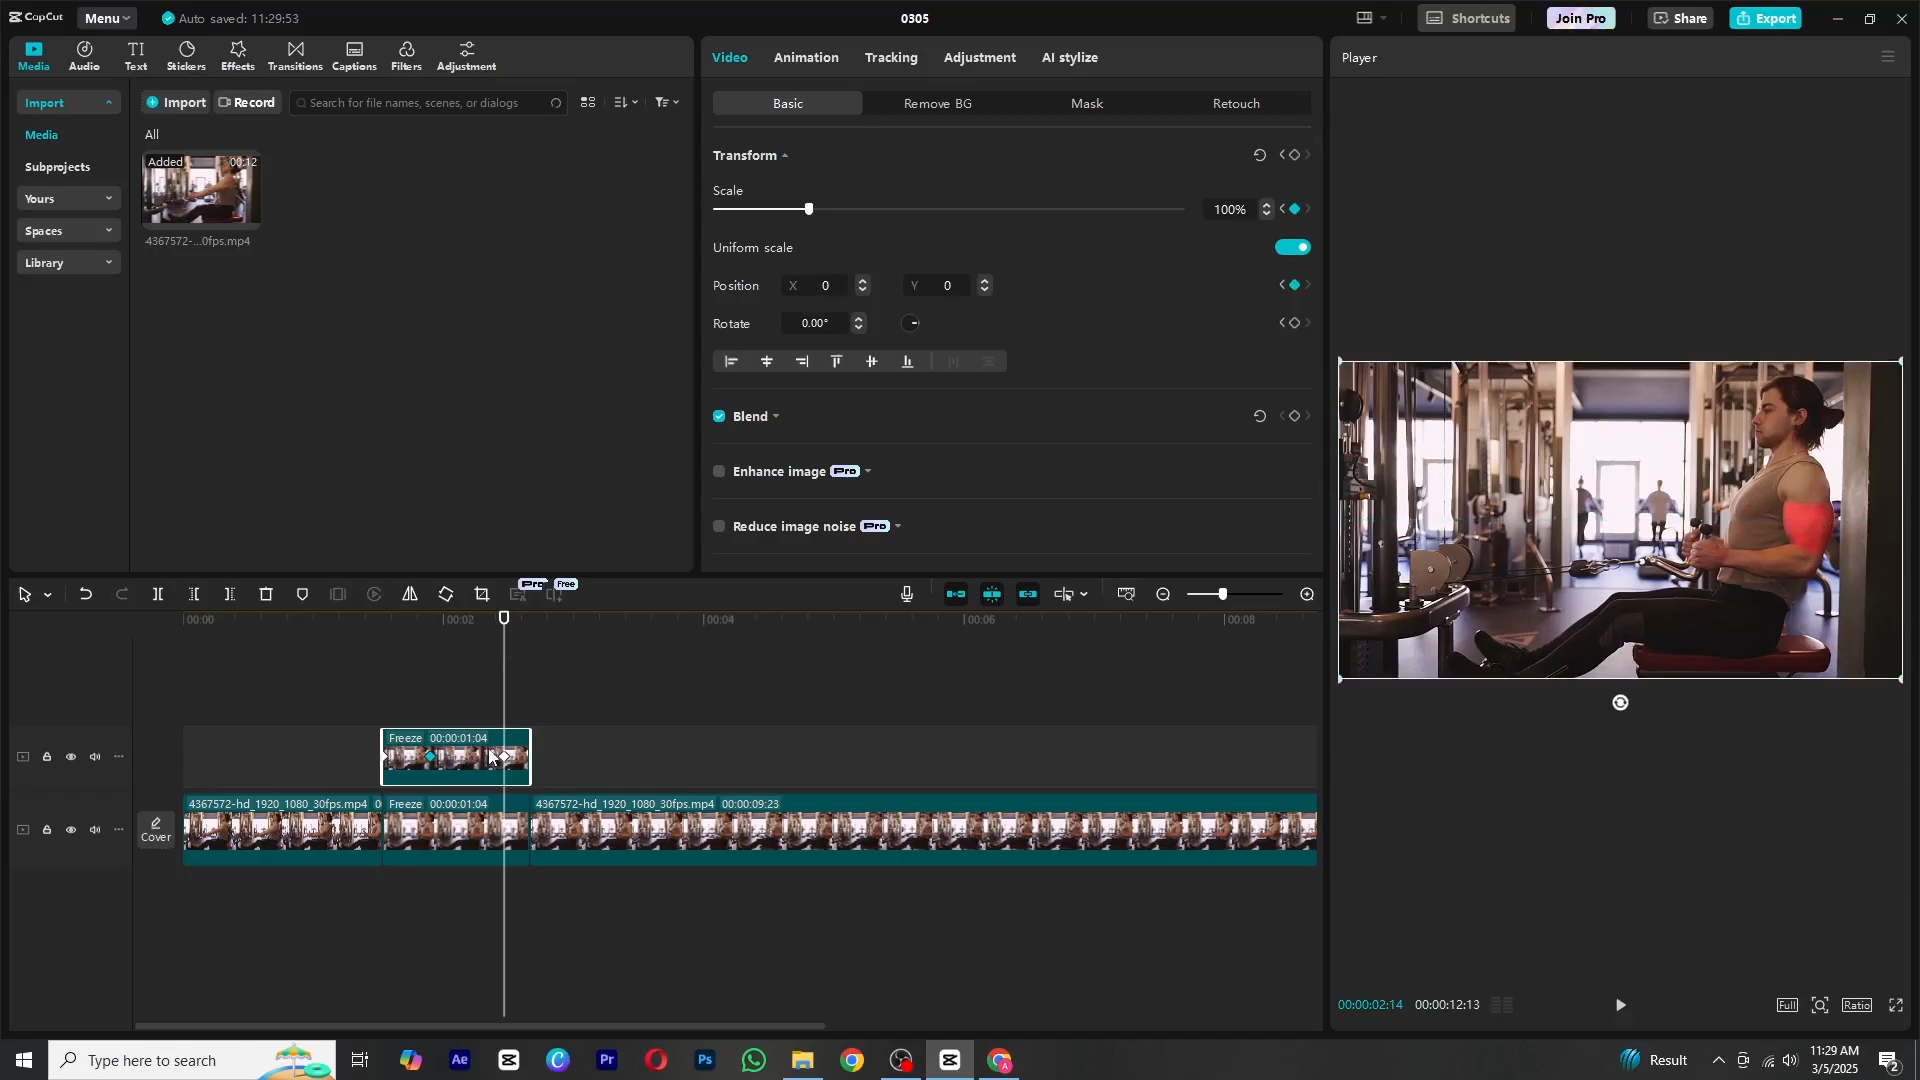 CapCut
Menu
Auto saved: 11:29:53
0305
Shortcuts
Join Pro
Share
Export
Media
Audio
TI
Text
Stickers
Effects
Transitions
Captions
Filters
Adjustment
Import
Media
Subprojects
Yours
Spaces
Library
Import
Record
Search for file names, scenes, or dialogs
All
Added
00:12
4367572-...0fps.mp4
Video
Animation
Tracking
Adjustment
AI stylize
Basic
Remove BG
Mask
Retouch
Transform
Scale
100%
Uniform scale
Position
X 0
Y 0
Rotate
0.00°
Blend
Enhance image Pro
Reduce image noise Pro
Player
00:00:02:14
00:00:12:13
Full
Ratio
Pro
Free
00:00
00:02
00:04
00:06
00:08
Freeze 00:00:01:04
Cover
4367572-hd_1920_1080_30fps.mp4 0
Freeze 00:00:01:04
4367572-hd_1920_1080_30fps.mp4 00:00:09:23
Type here to search
Ae
Pr
Ps
A
Result
11:29 AM
3/5/2025
2